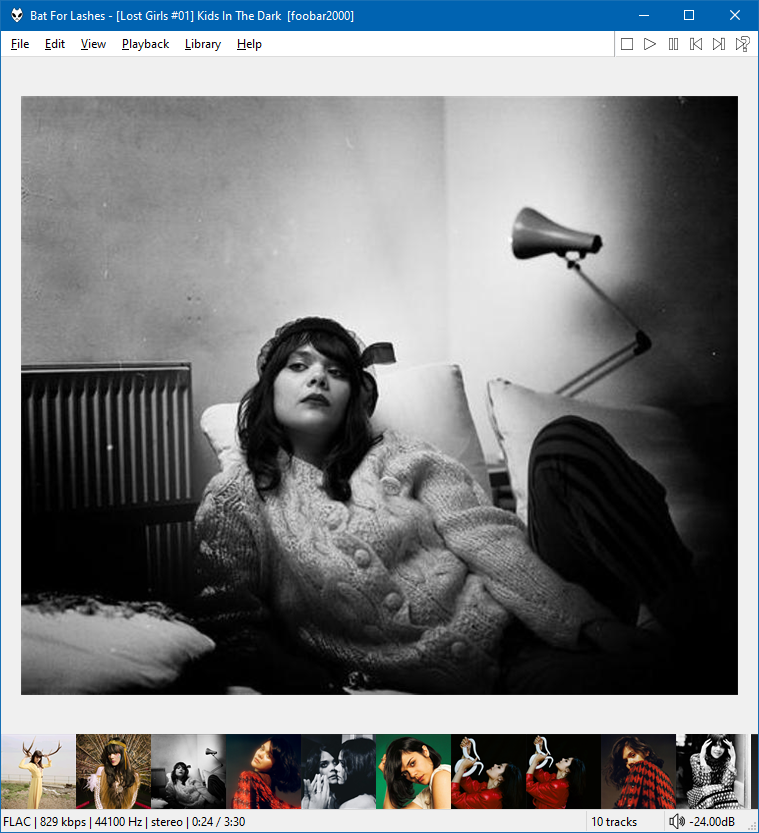 Bat For Lashes - [Lost Girls #01] Kids In The Dark  [foobar2000]
File Edit View Playback Library Help
FLAC | 829 kbps | 44100 Hz | stereo | 0:24 / 3:30 10 tracks -24.00dB